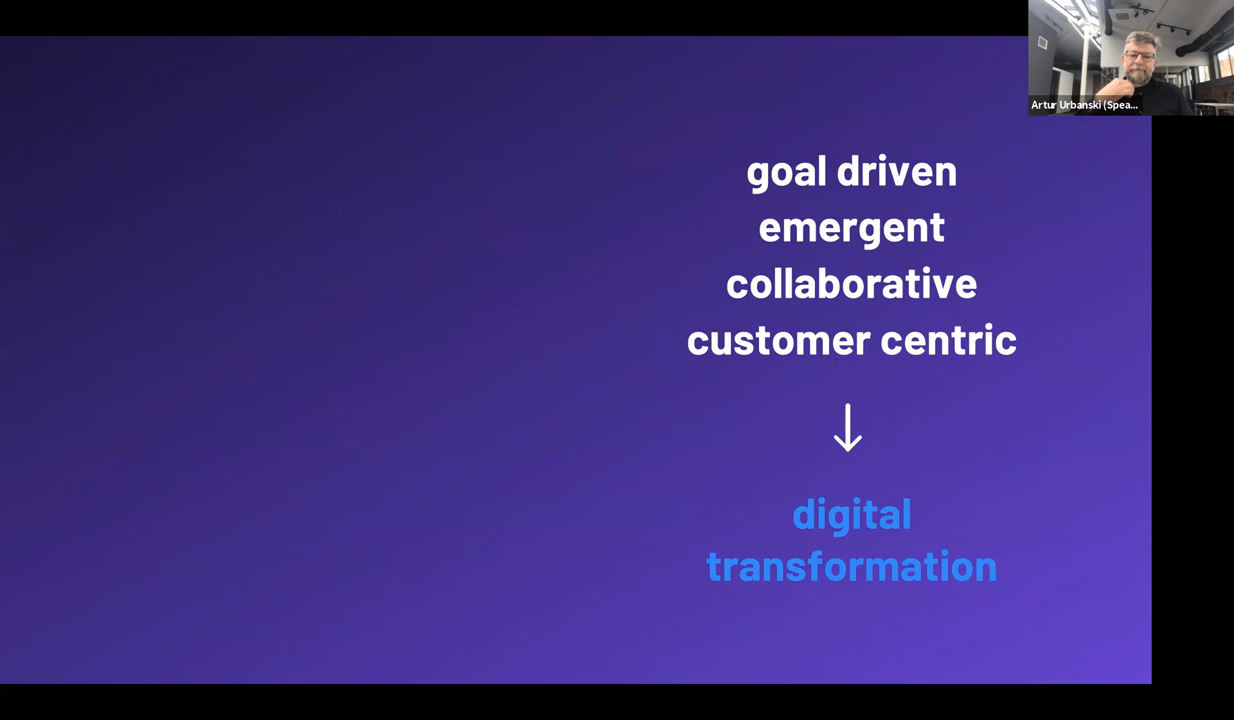 Artur Urbanski (Spea...
goal driven
emergent
collaborative
customer centric
digital
transformation